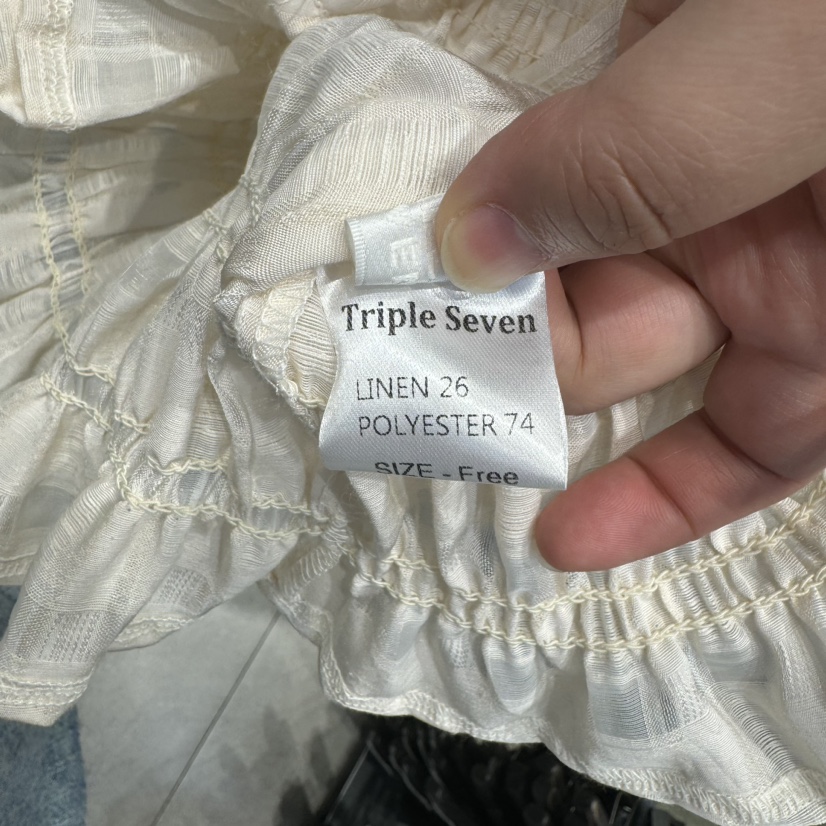 Triple Seven
LINEN 26
POLYESTER 74
SIZE - Free